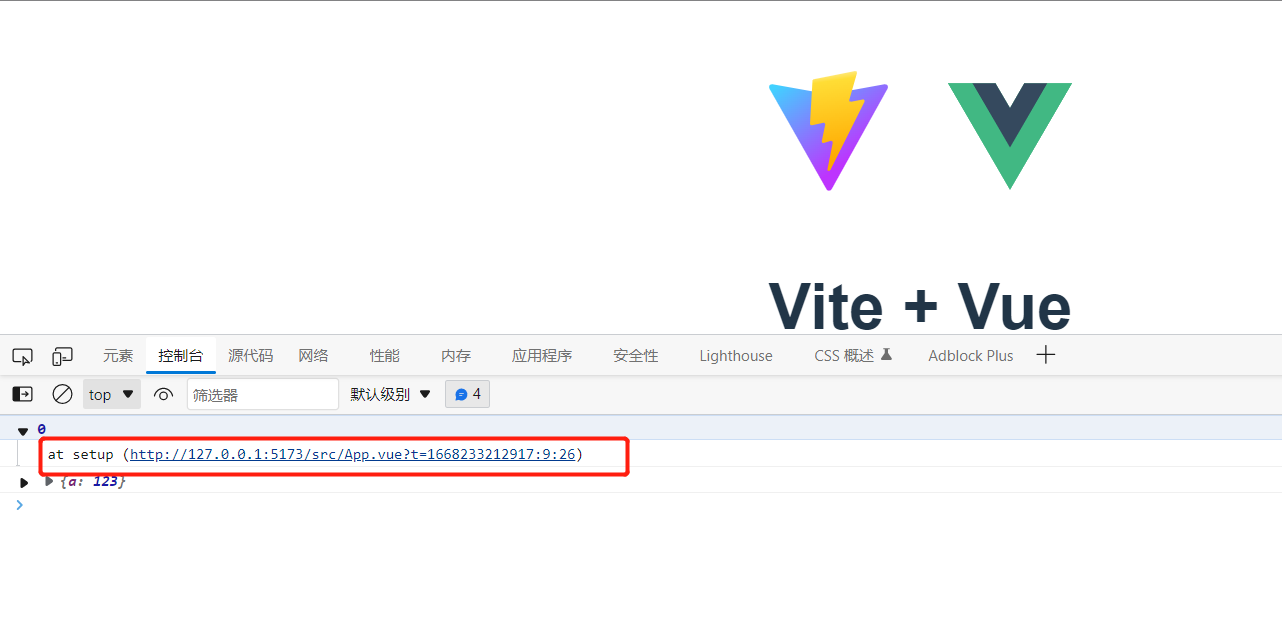 Vite + Vue
元素 控制台 源代码 网络 性能 内存 应用程序 安全性 Lighthouse CSS 概述 Adblock Plus
top 筛选器 默认级别 4
0
at setup (http://127.0.0.1:5173/src/App.vue?t=1668233212917:9:26)
{a: 123}